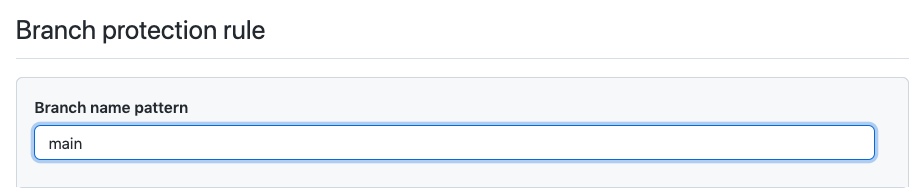 Branch protection rule
Branch name pattern
main